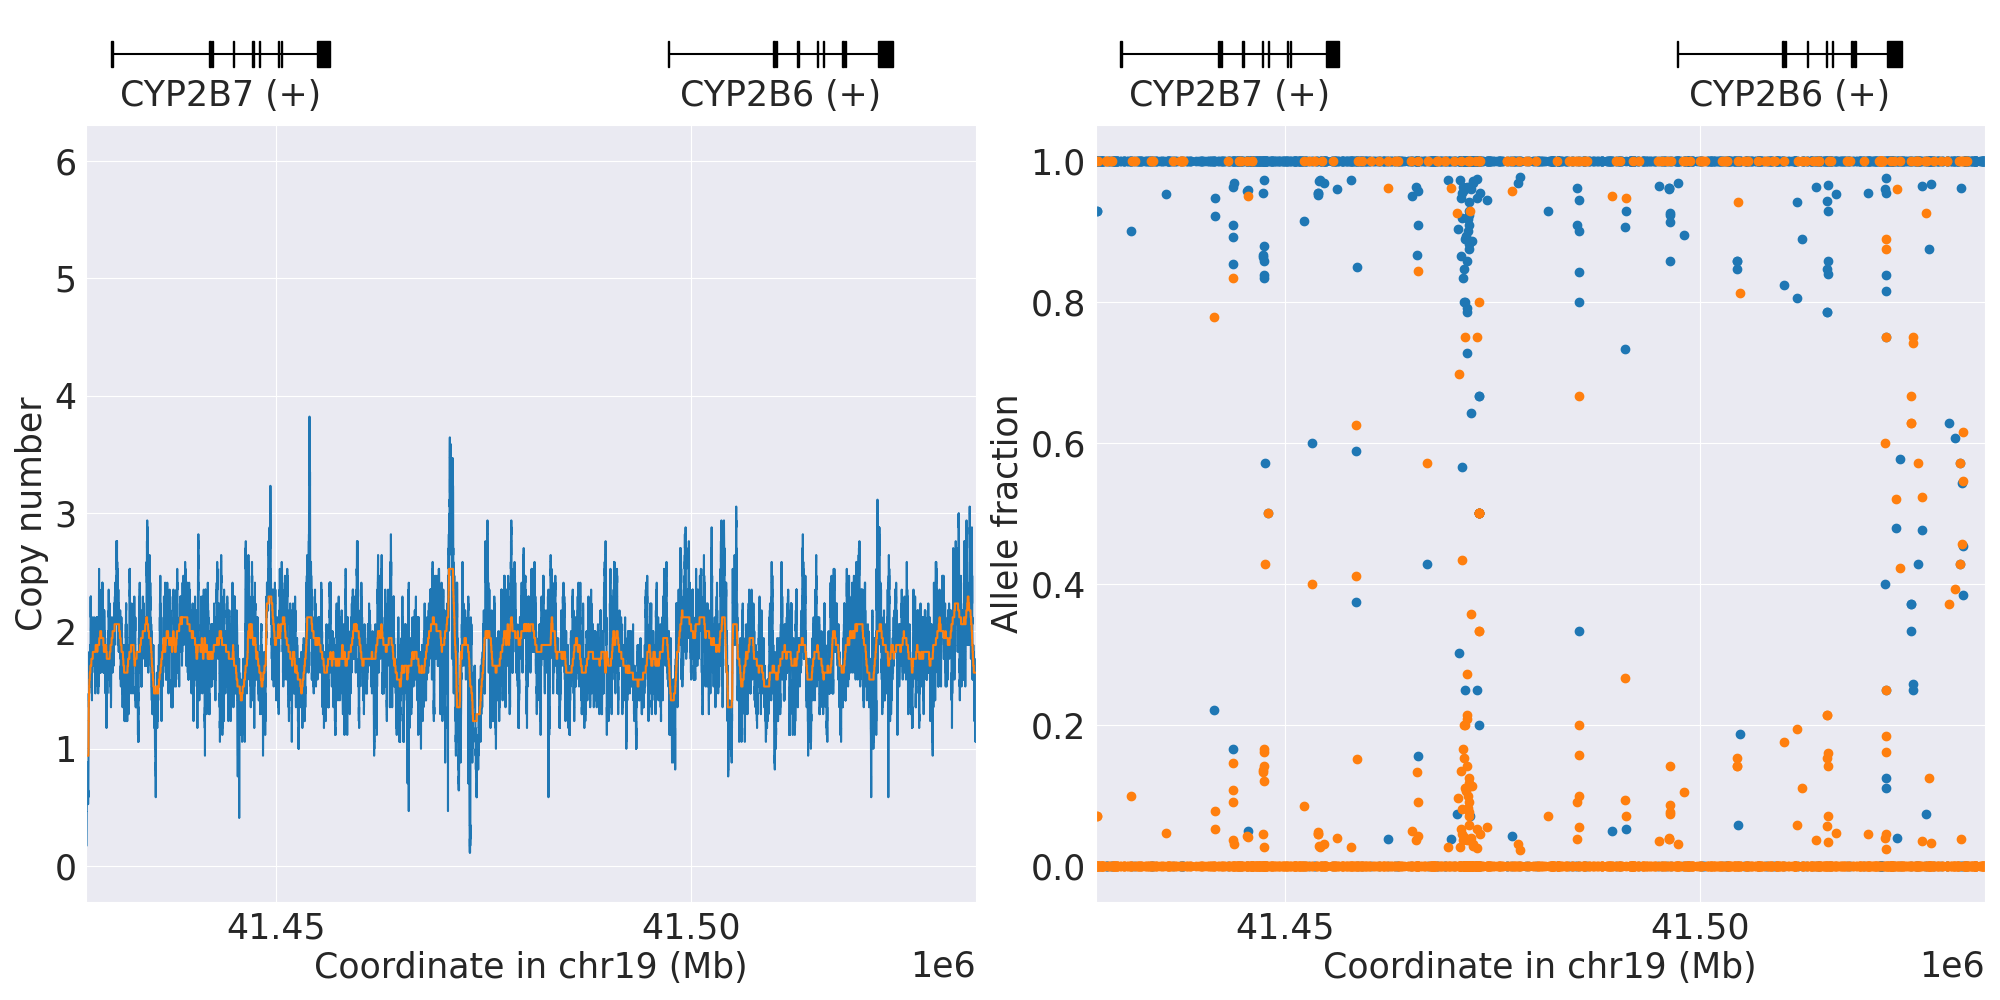 CYP2B7 (+) CYP2B6 (+)
6
5
4
3
2
1
0
Copy number
41.45 41.50
Coordinate in chr19 (Mb) 1e6
CYP2B7 (+) CYP2B6 (+)
1.0
0.8
0.6
0.4
0.2
0.0
Allele fraction
41.45 41.50
Coordinate in chr19 (Mb) 1e6